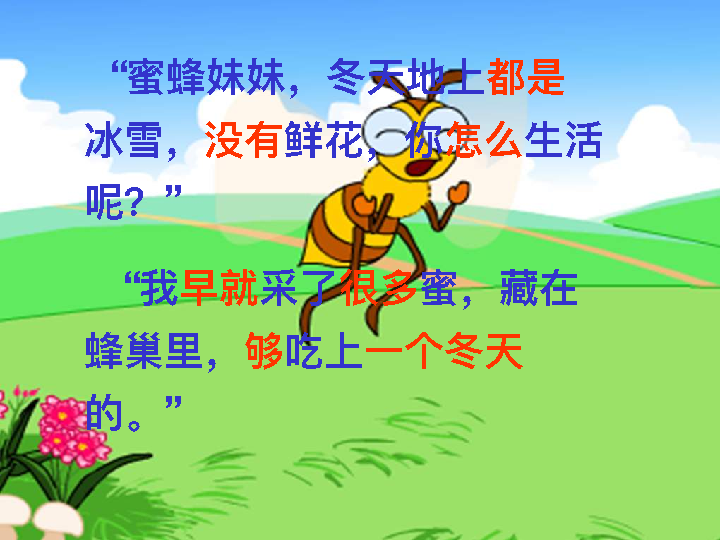 “蜜蜂妹妹，冬天地上都是
冰雪，没有鲜花，你怎么生活
呢？”
“我早就采了很多蜜，藏在
蜂巢里，够吃上一个冬天
的。”